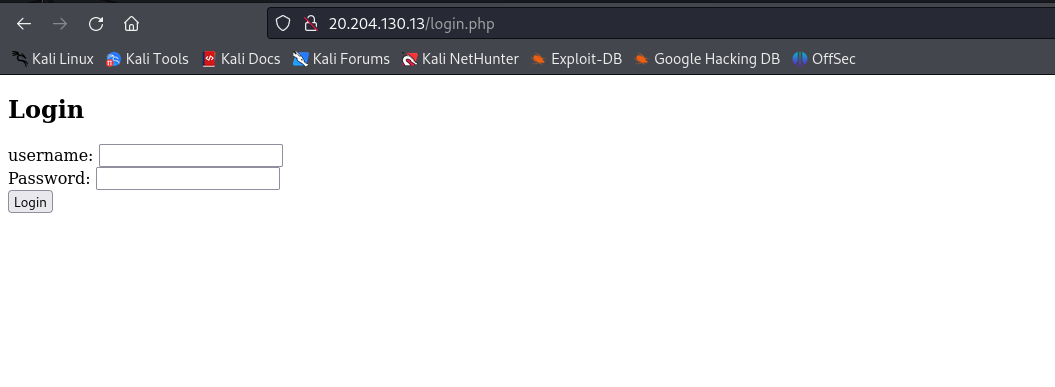 20.204.130.13/login.php
Kali Linux Kali Tools Kali Docs Kali Forums Kali NetHunter Exploit-DB Google Hacking DB OffSec
Login
username:
Password:
Login